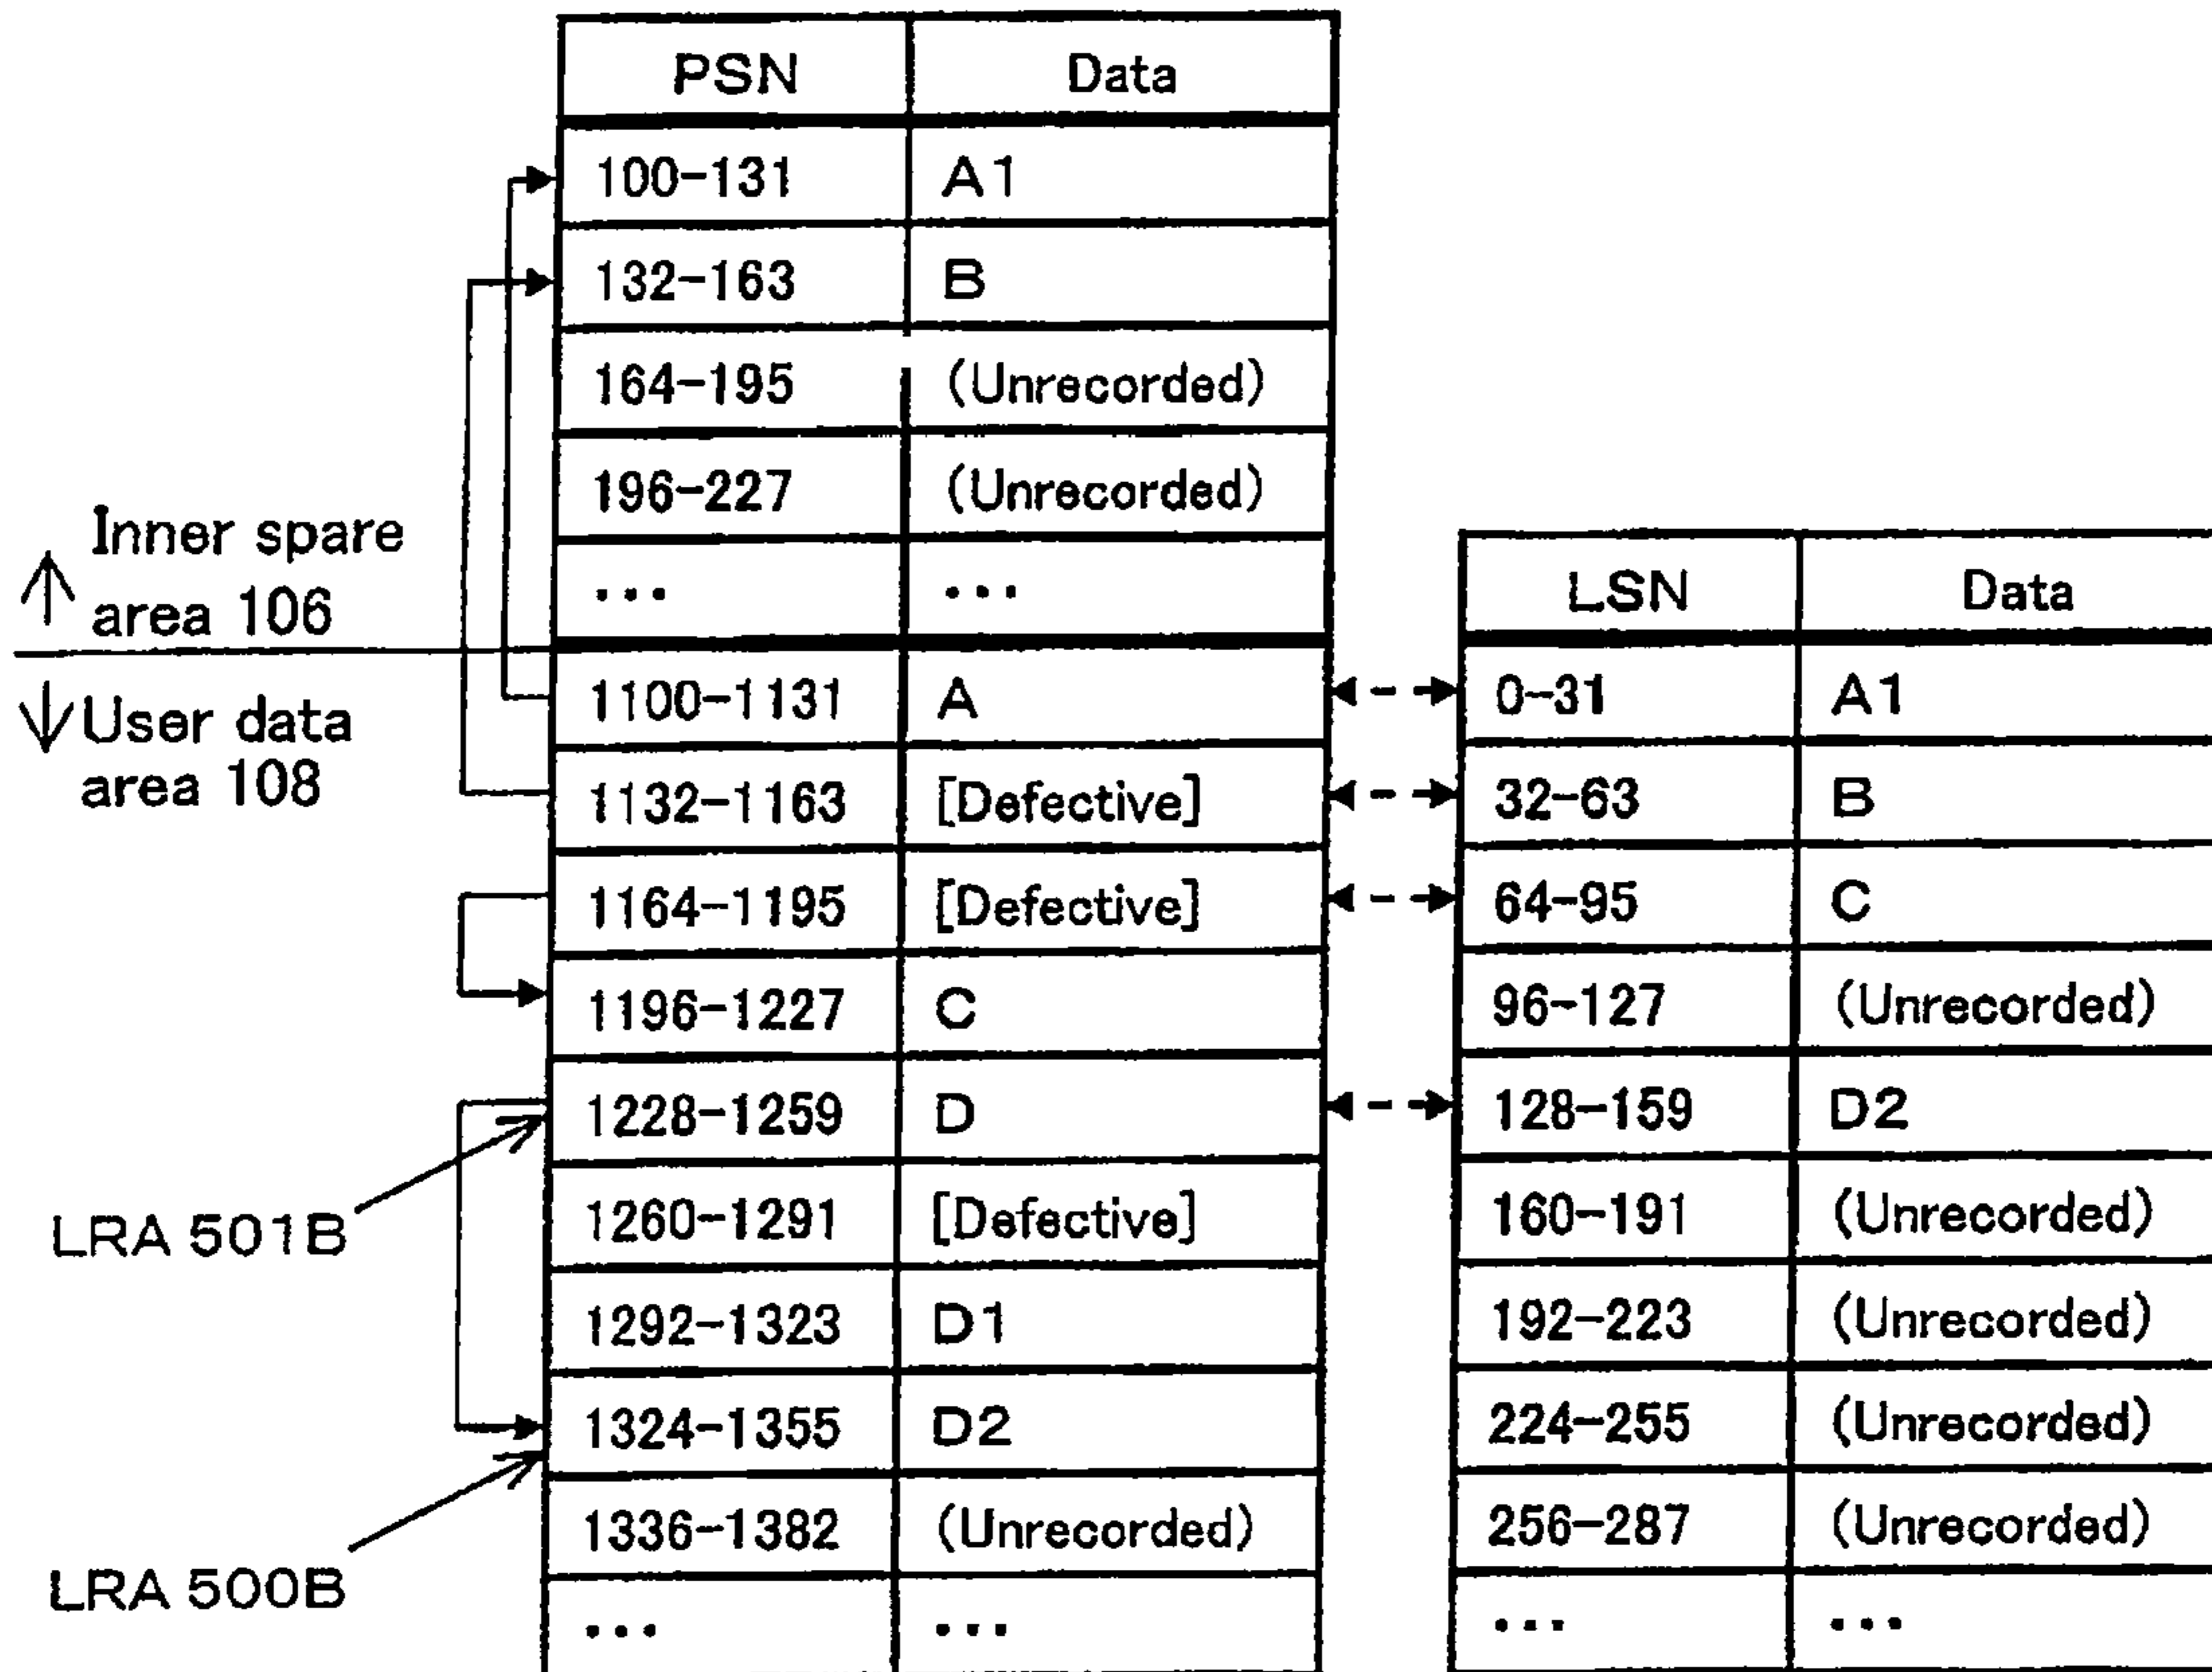 PSN Data
100-131 A1
132-163 B
164-195 (Unrecorded)
196-227 (Unrecorded)
... ...
Inner spare
area 106
User data
area 108
1100-1131 A
1132-1163 [Defective]
1164-1195 [Defective]
1196-1227 C
1228-1259 D
1260-1291 [Defective]
1292-1323 D1
1324-1355 D2
1336-1382 (Unrecorded)
... ...
LRA 501B
LRA 500B
LSN Data
0-31 A1
32-63 B
64-95 C
96-127 (Unrecorded)
128-159 D2
160-191 (Unrecorded)
192-223 (Unrecorded)
224-255 (Unrecorded)
256-287 (Unrecorded)
... ...